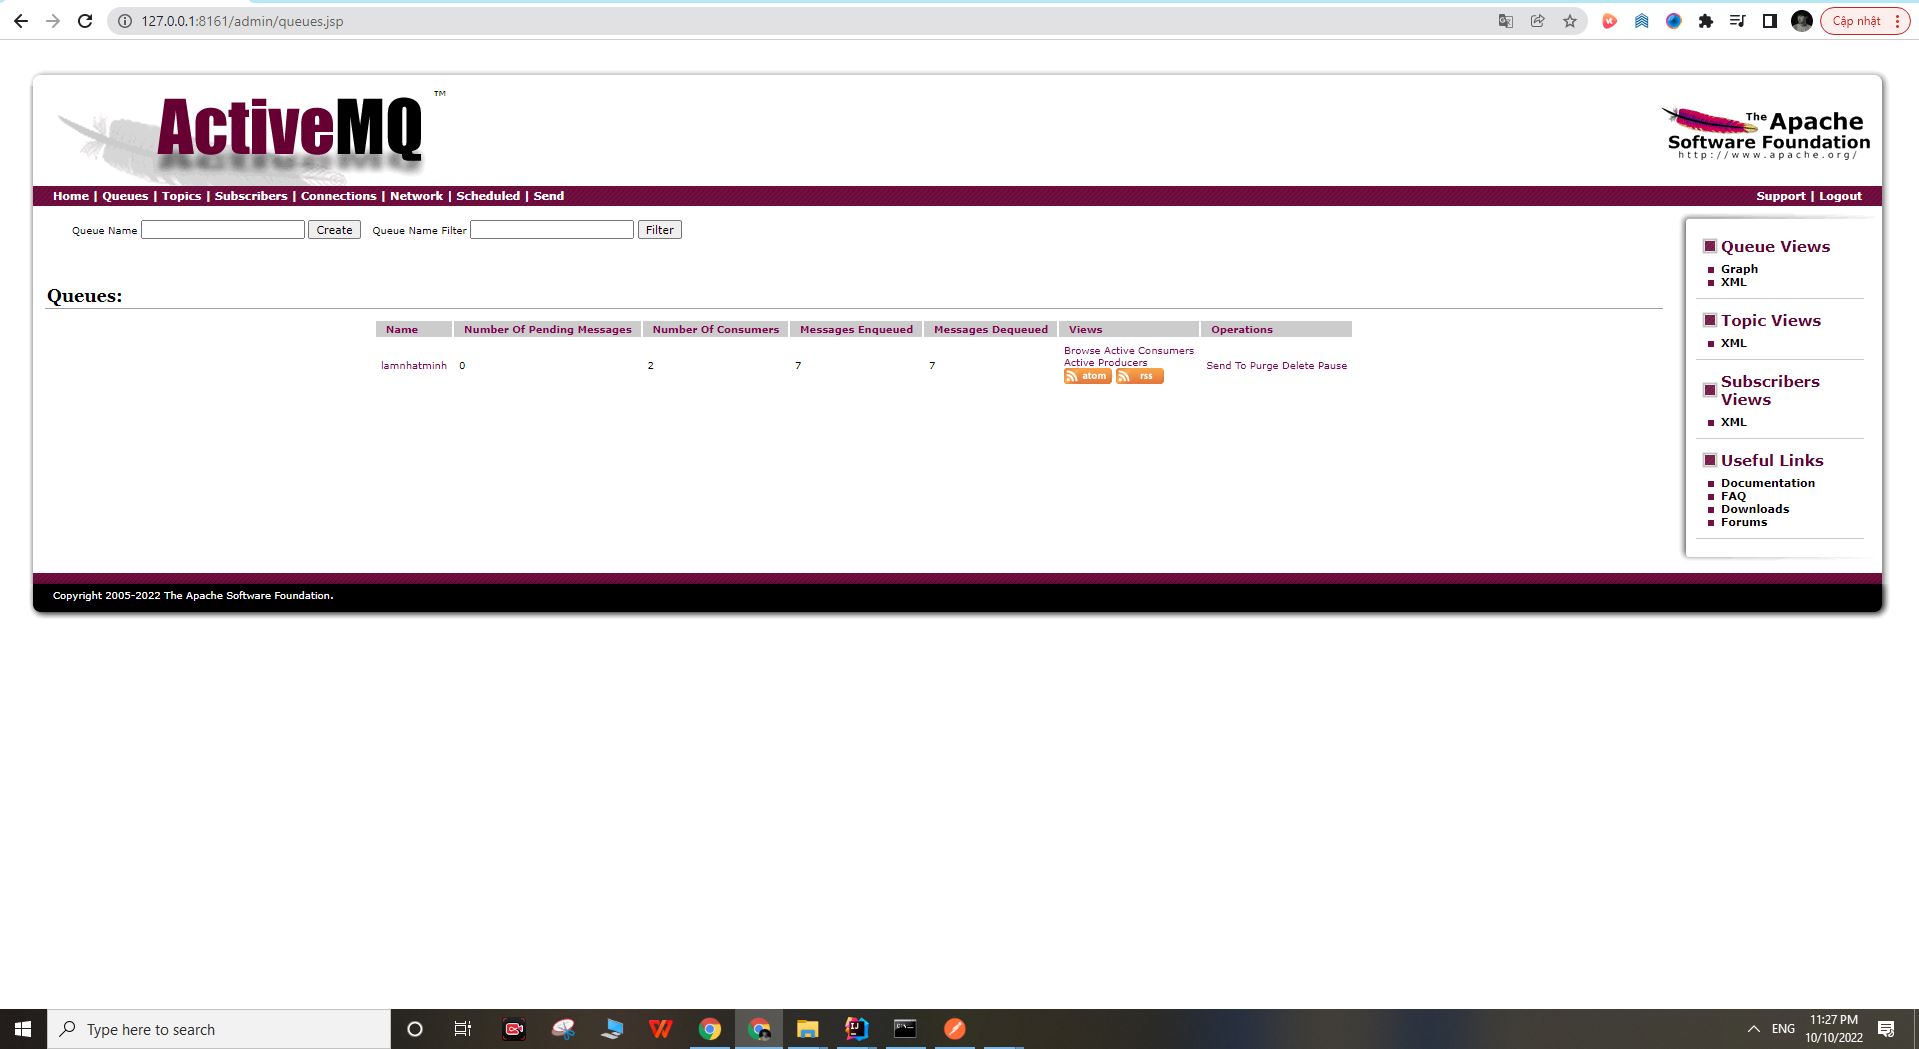 127.0.0.1:8161/admin/queues.jsp
Cập nhật
ActiveMQ™
The Apache
Software Foundation
http://www.apache.org/
Home | Queues | Topics | Subscribers | Connections | Network | Scheduled | Send
Support | Logout
Queue Name Create Queue Name Filter Filter
Queues:
Name Number Of Pending Messages Number Of Consumers Messages Enqueued Messages Dequeued Views Operations
lamnhatminh 0 2 7 7
Browse Active Consumers
Active Producers
atom rss
Send To Purge Delete Pause
Queue Views
Graph
XML
Topic Views
XML
Subscribers
Views
XML
Useful Links
Documentation
FAQ
Downloads
Forums
Copyright 2005-2022 The Apache Software Foundation.
Type here to search
ENG
11:27 PM
10/10/2022